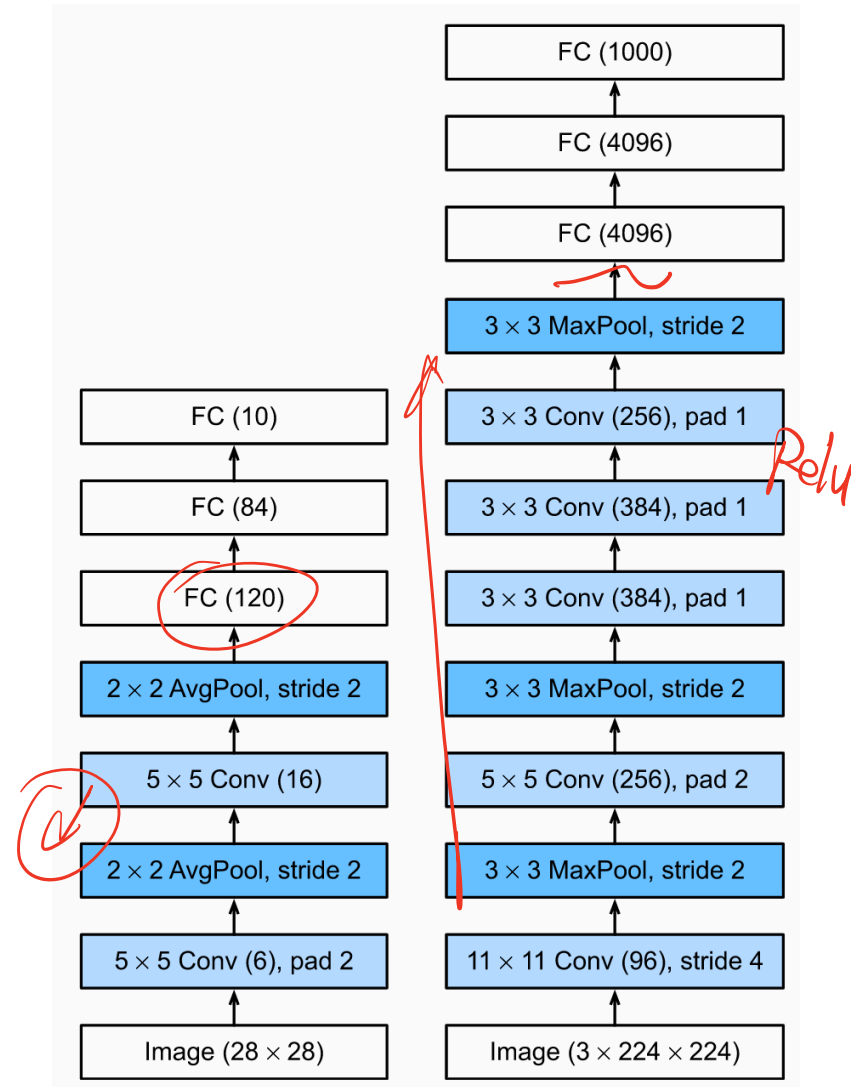 FC (1000)
FC (4096)
FC (4096)
3 × 3 MaxPool, stride 2
3 × 3 Conv (256), pad 1
Relu
3 × 3 Conv (384), pad 1
3 × 3 Conv (384), pad 1
3 × 3 MaxPool, stride 2
5 × 5 Conv (256), pad 2
3 × 3 MaxPool, stride 2
11 × 11 Conv (96), stride 4
Image (3 × 224 × 224)
FC (10)
FC (84)
FC (120)
2 × 2 AvgPool, stride 2
5 × 5 Conv (16)
2 × 2 AvgPool, stride 2
5 × 5 Conv (6), pad 2
Image (28 × 28)